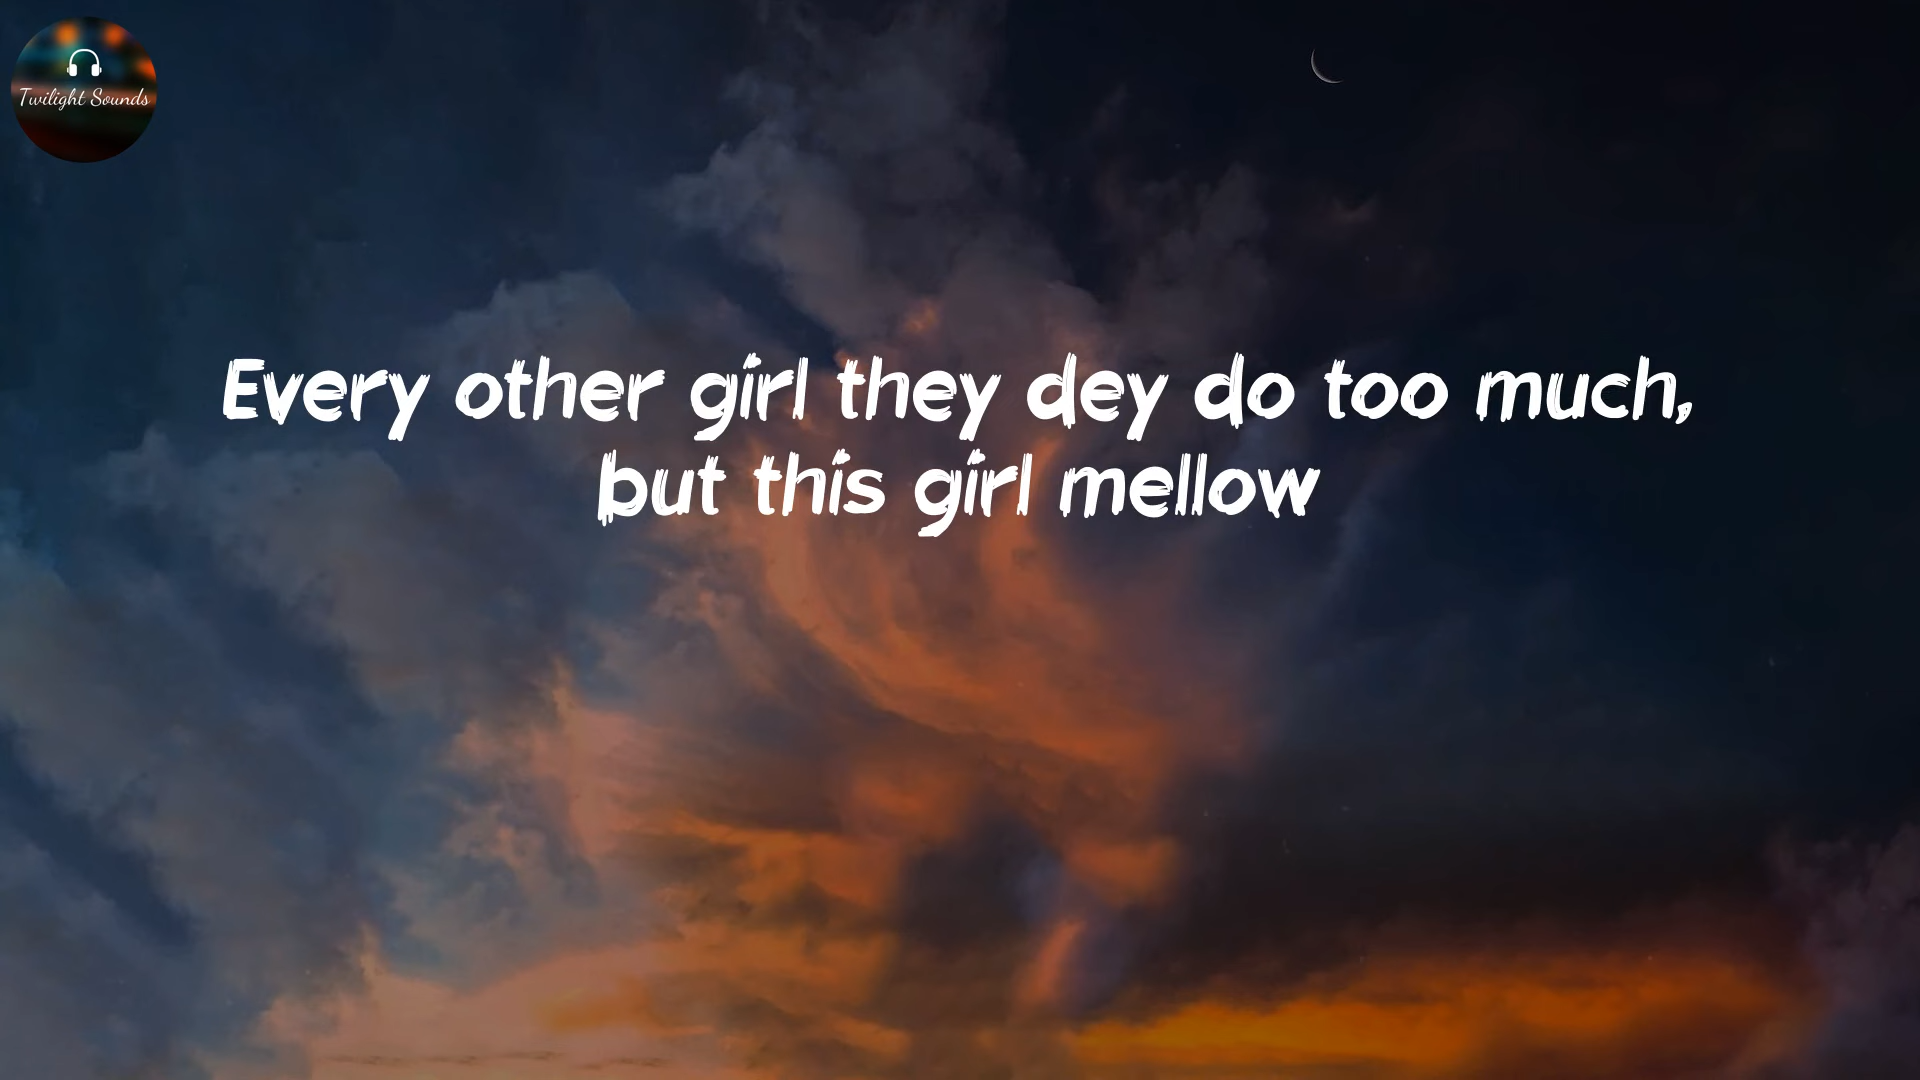 Twilight Sounds
Every other girl they dey do too much,
but this girl mellow